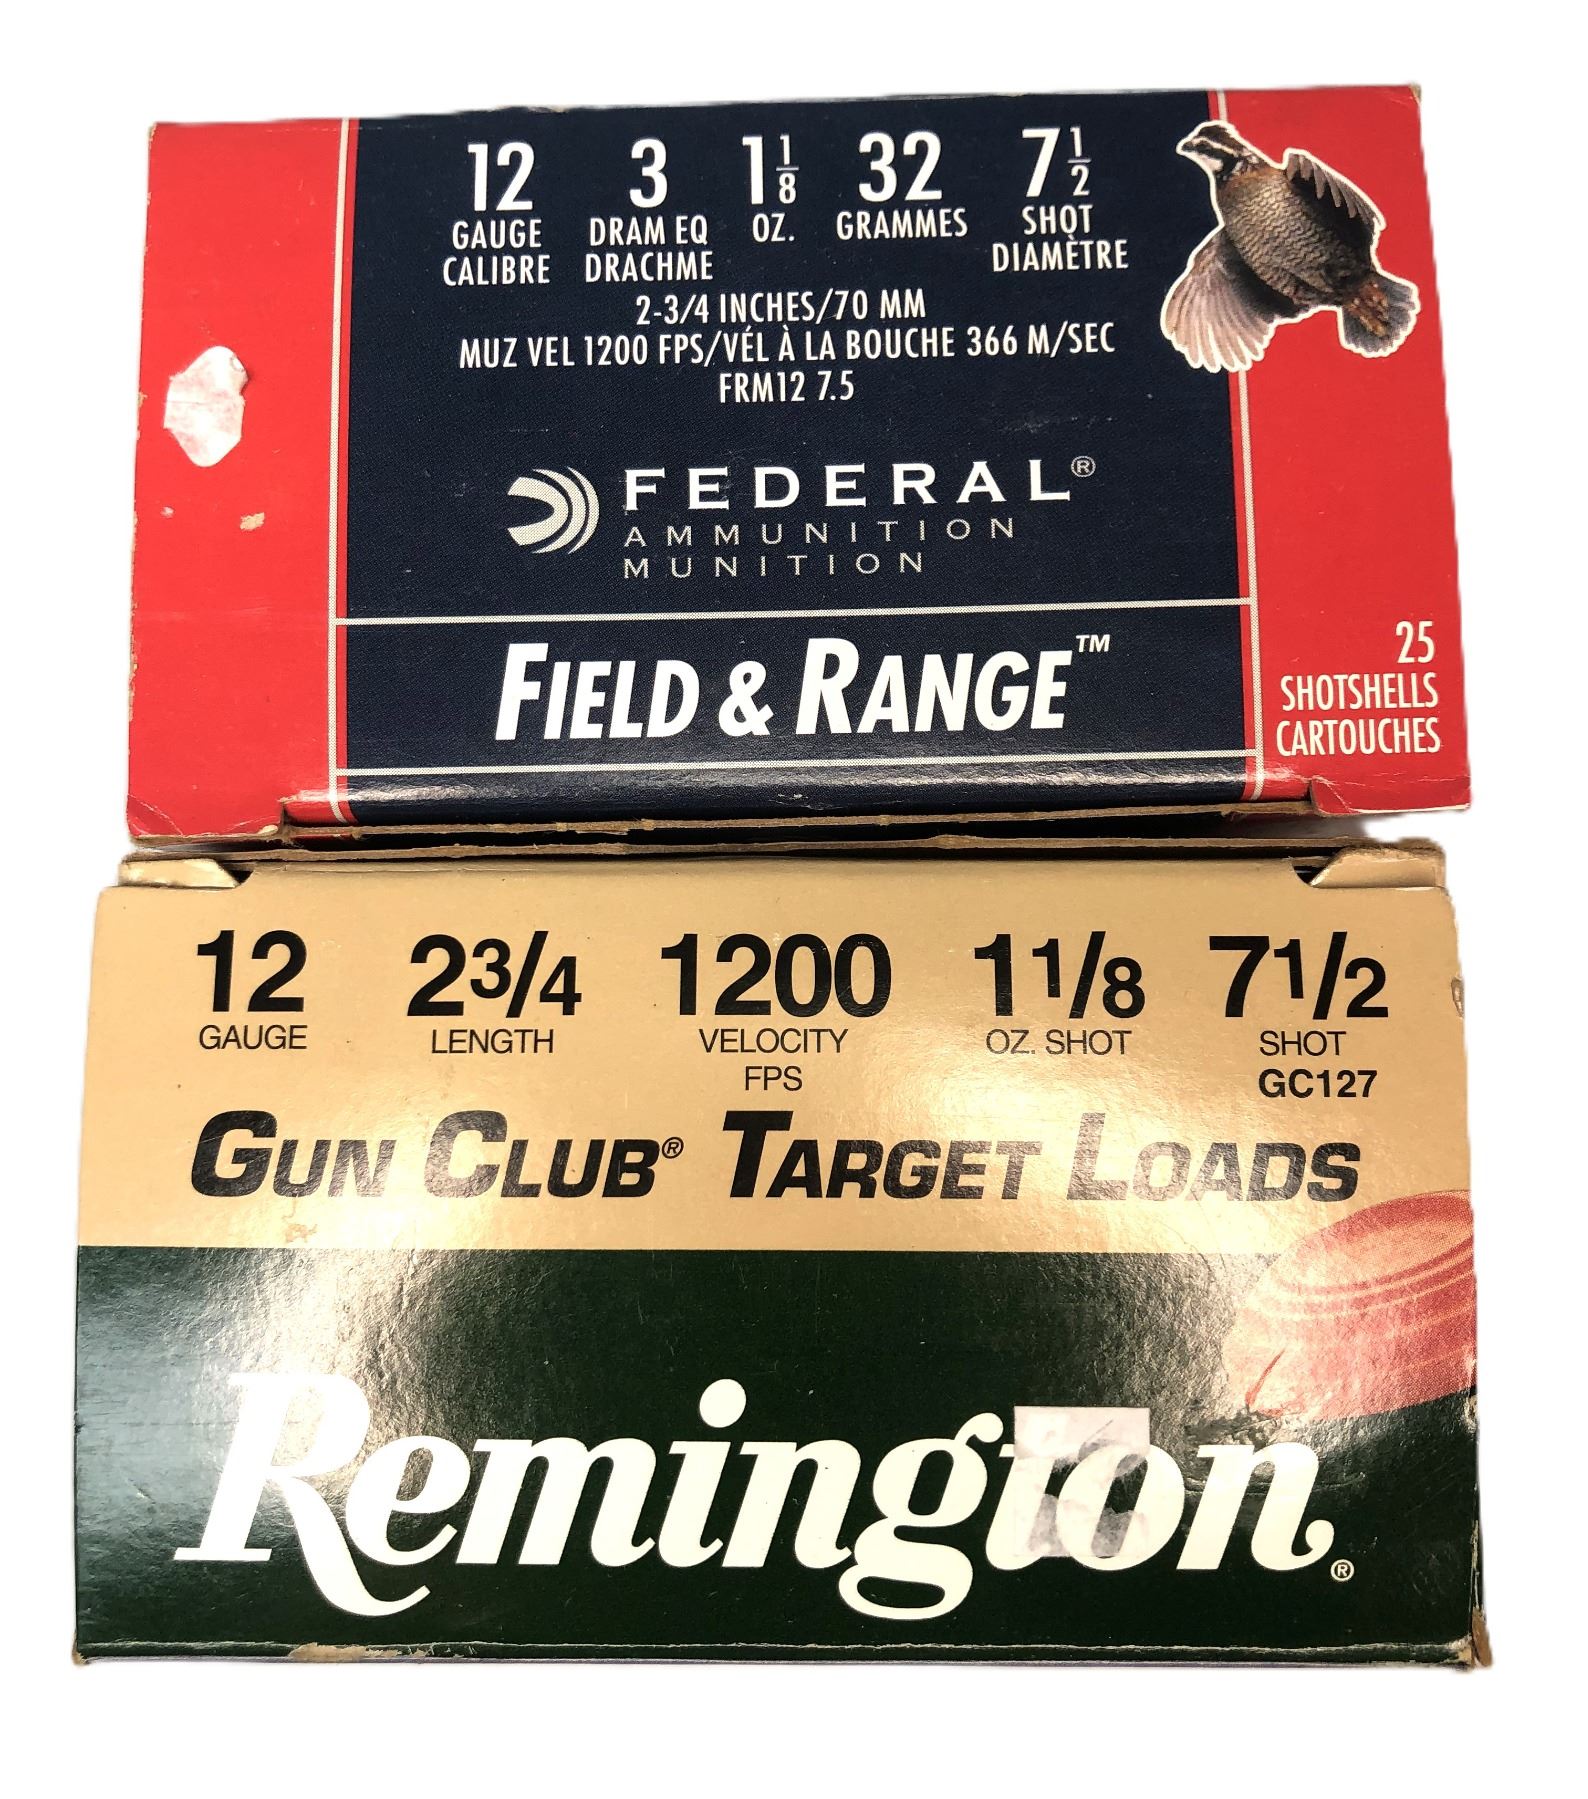 12 3 1 1/8 32 7 1/2
GAUGE DRAM EQ OZ. GRAMMES SHOT
CALIBRE DRACHME DIAMÈTRE
2-3/4 INCHES/70 MM
MUZ VEL 1200 FPS/VÉL À LA BOUCHE 366 M/SEC
FRM12 7.5
FEDERAL®
AMMUNITION
MUNITION
FIELD & RANGE™
25
SHOTSHELLS
CARTOUCHES
12 2 3/4 1200 1 1/8 7 1/2
GAUGE LENGTH VELOCITY OZ. SHOT SHOT
FPS GC127
GUN CLUB® TARGET LOADS
Remington®